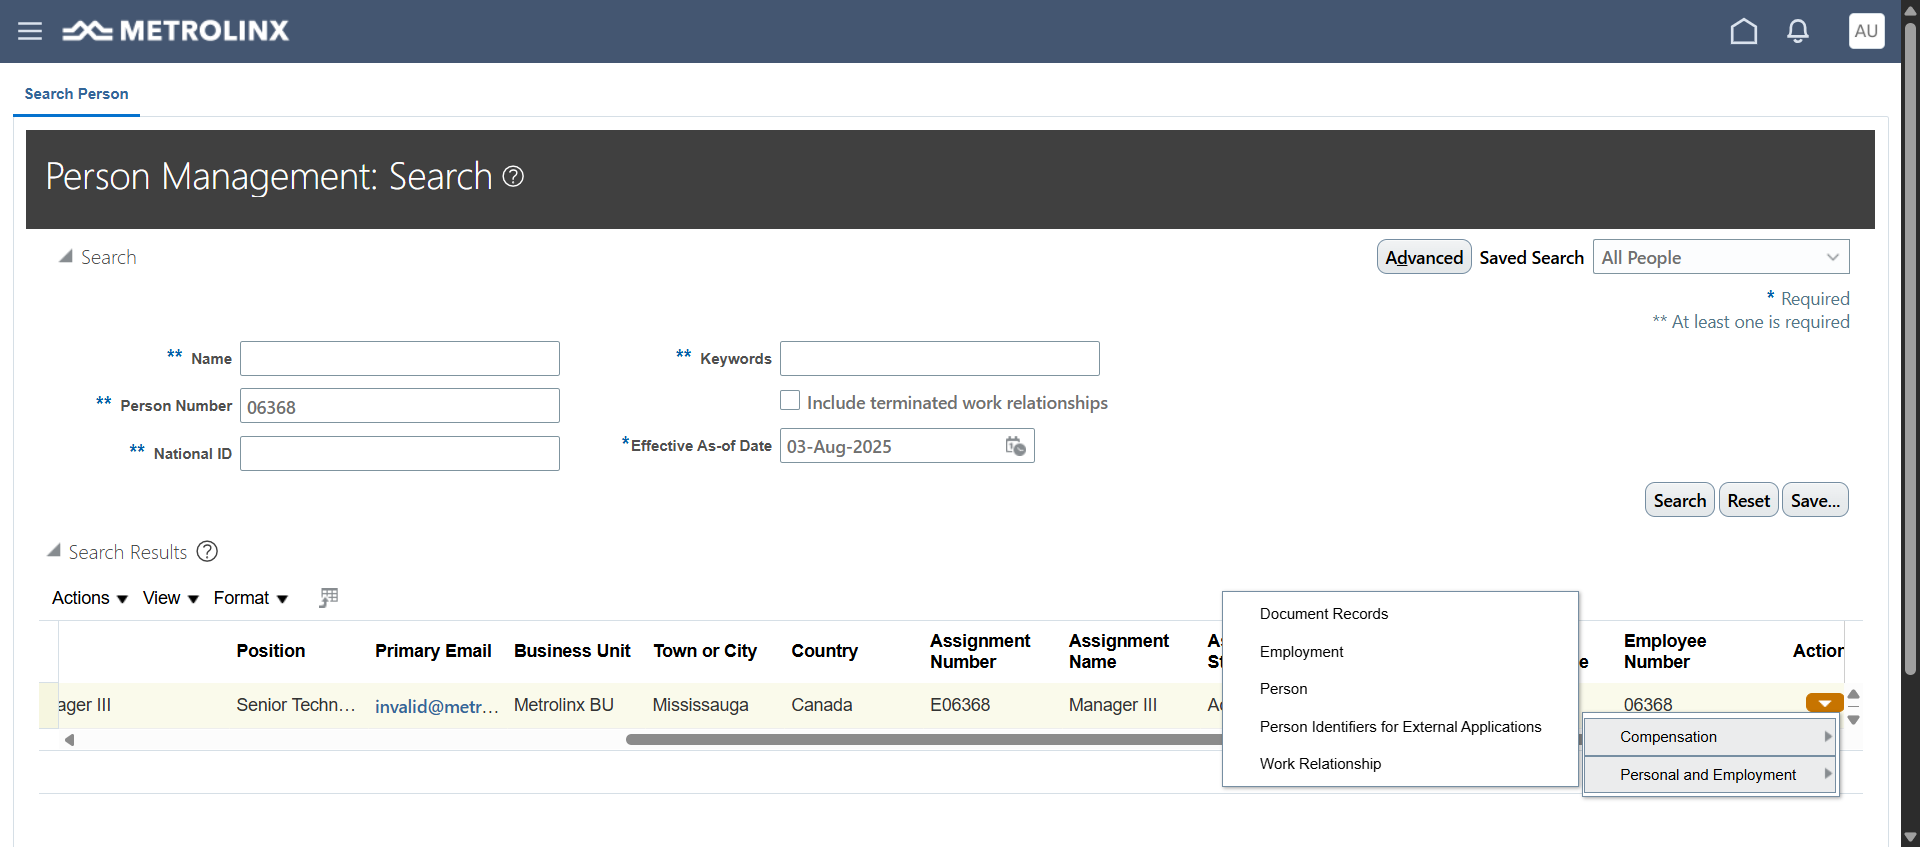 METROLINX
AU
Search Person
Person Management: Search
Search
Advanced Saved Search All People
* Required
** At least one is required
** Name
** Keywords
** Person Number 06368
Include terminated work relationships
** National ID
*Effective As-of Date 03-Aug-2025
Search Reset Save...
Search Results
Actions View Format
Position Primary Email Business Unit Town or City Country Assignment Number Assignment Name Employee Number Action
ager III Senior Techn... invalid@metr... Metrolinx BU Mississauga Canada E06368 Manager III 06368
Document Records
Employment
Person
Person Identifiers for External Applications
Work Relationship
Compensation
Personal and Employment